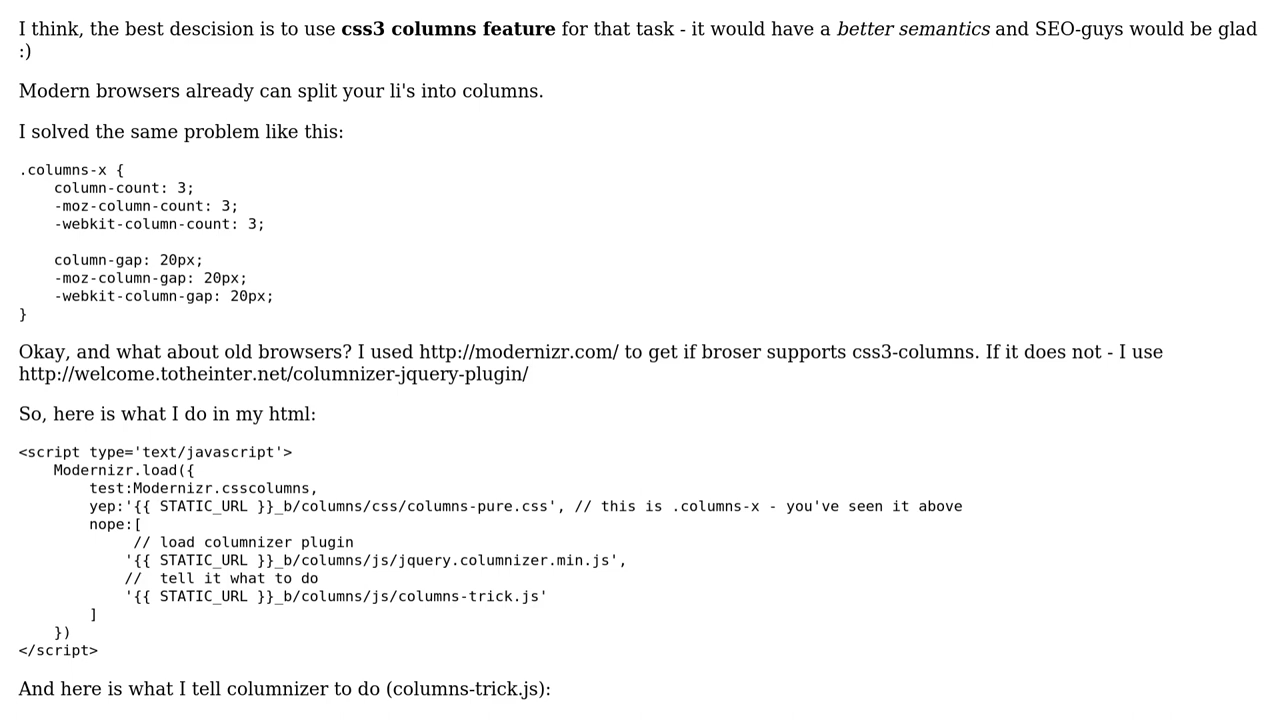 I think, the best descision is to use css3 columns feature for that task - it would have a better semantics and SEO-guys would be glad
:)
Modern browsers already can split your li's into columns.
I solved the same problem like this:
.columns-x {
    column-count: 3;
    -moz-column-count: 3;
    -webkit-column-count: 3;

    column-gap: 20px;
    -moz-column-gap: 20px;
    -webkit-column-gap: 20px;
}
Okay, and what about old browsers? I used http://modernizr.com/ to get if broser supports css3-columns. If it does not - I use
http://welcome.totheinter.net/columnizer-jquery-plugin/
So, here is what I do in my html:
<script type='text/javascript'>
    Modernizr.load({
        test:Modernizr.csscolumns,
        yep:'{{ STATIC_URL }}_b/columns/css/columns-pure.css', // this is .columns-x - you've seen it above
        nope:[
             // load columnizer plugin
            '{{ STATIC_URL }}_b/columns/js/jquery.columnizer.min.js',
            //  tell it what to do
            '{{ STATIC_URL }}_b/columns/js/columns-trick.js'
        ]
    })
</script>
And here is what I tell columnizer to do (columns-trick.js):